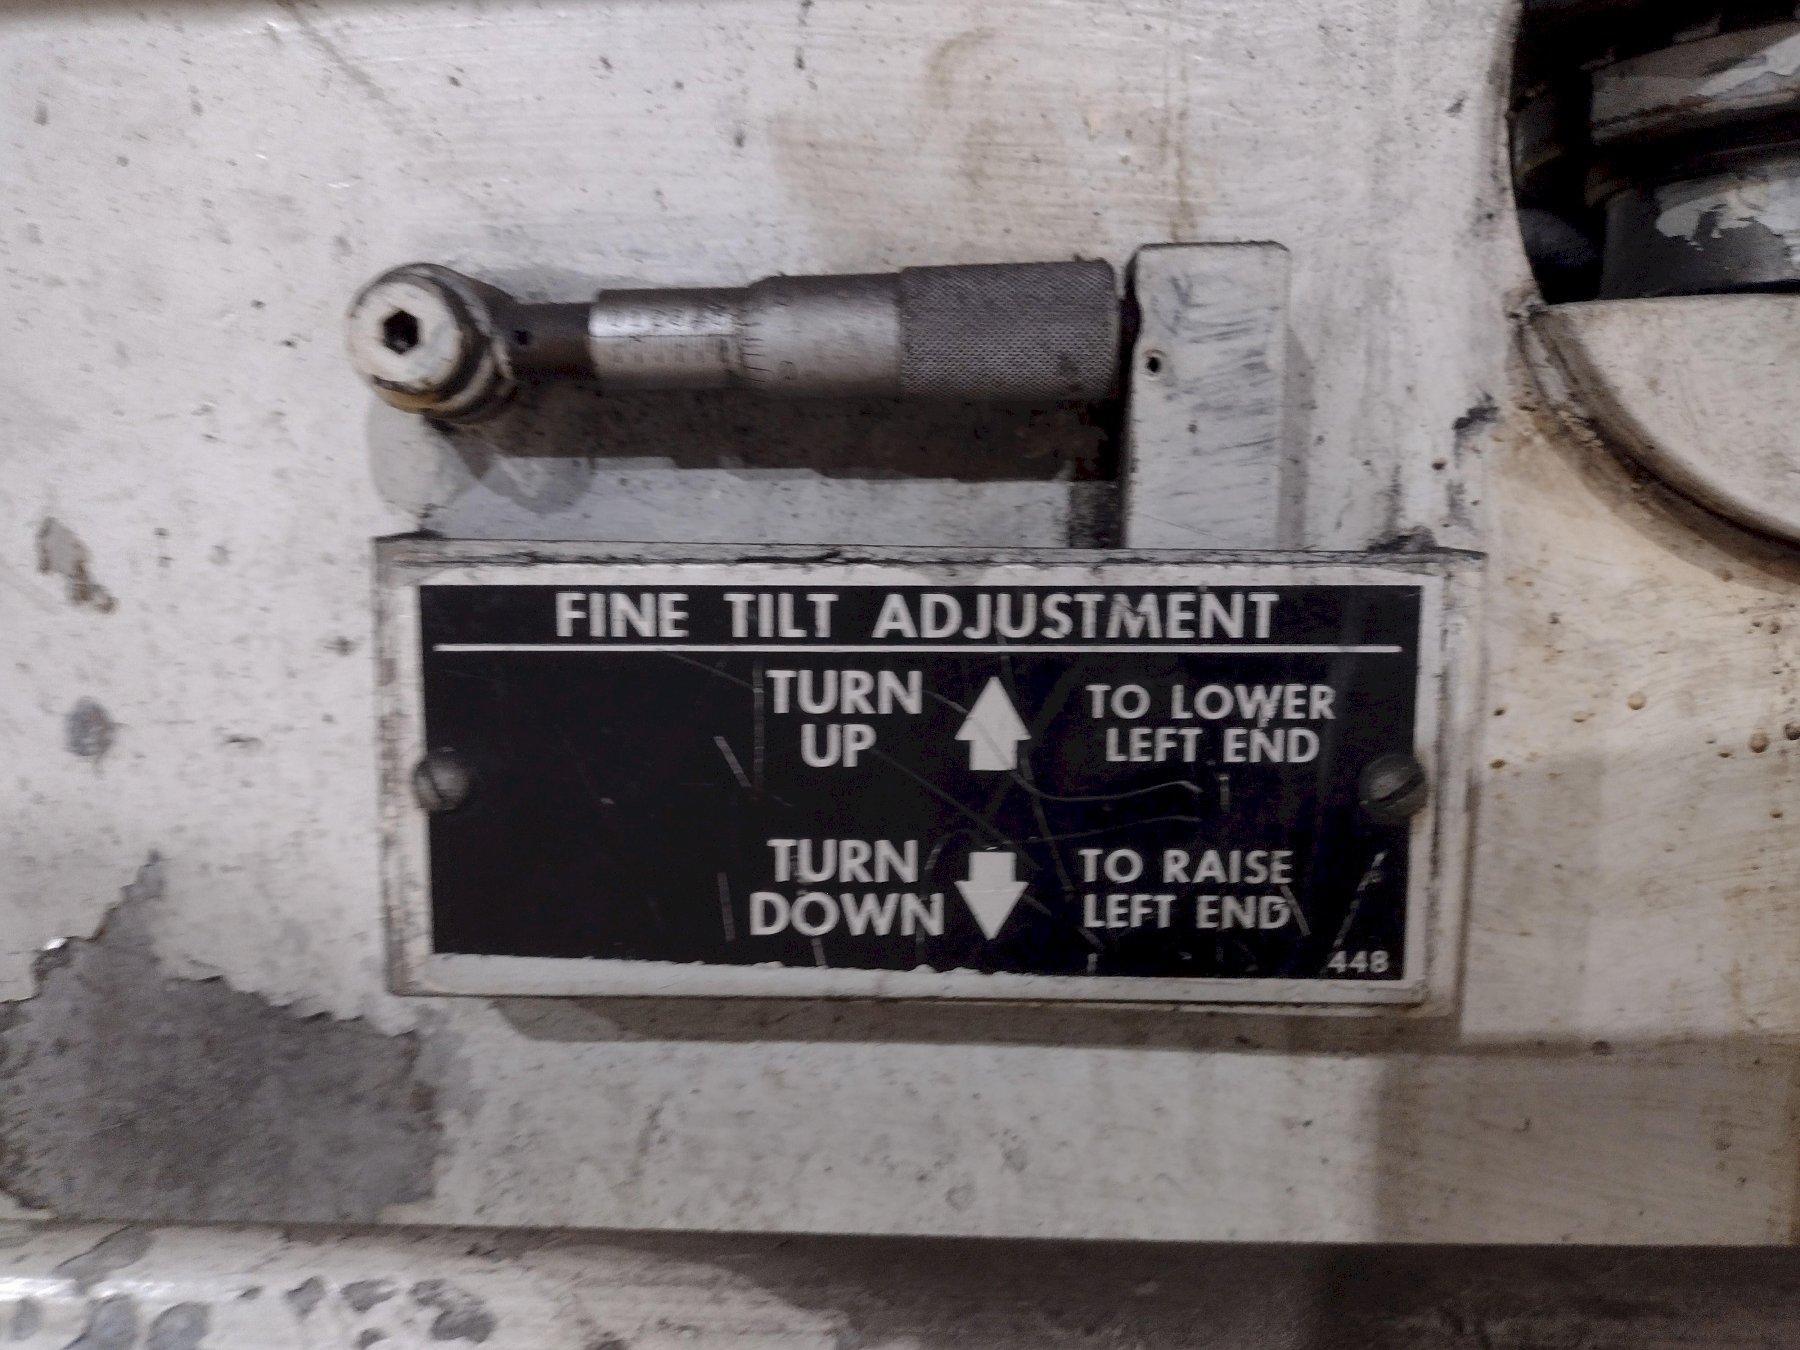 FINE TILT ADJUSTMENT
TURN
UP
TO LOWER
LEFT END
TURN
DOWN
TO RAISE
LEFT END
448